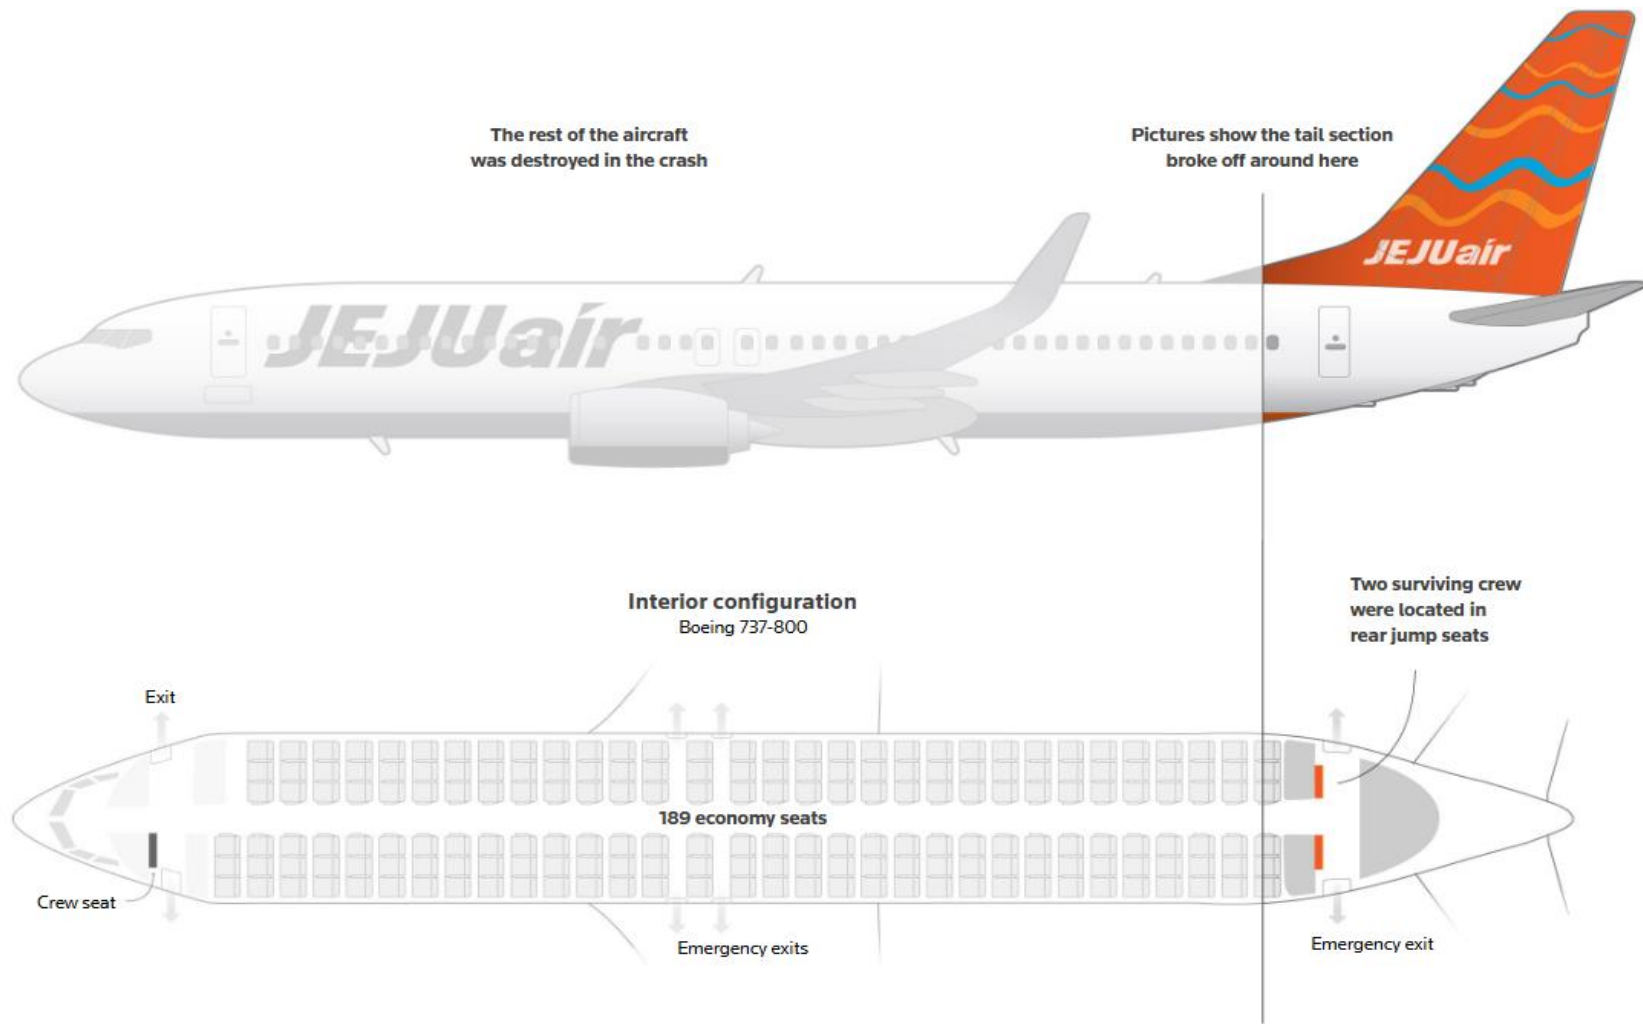 The rest of the aircraft
was destroyed in the crash
Pictures show the tail section
broke off around here
JEJUair
JEJUair
Interior configuration
Boeing 737-800
Two surviving crew
were located in
rear jump seats
Exit
189 economy seats
Crew seat
Emergency exits
Emergency exit